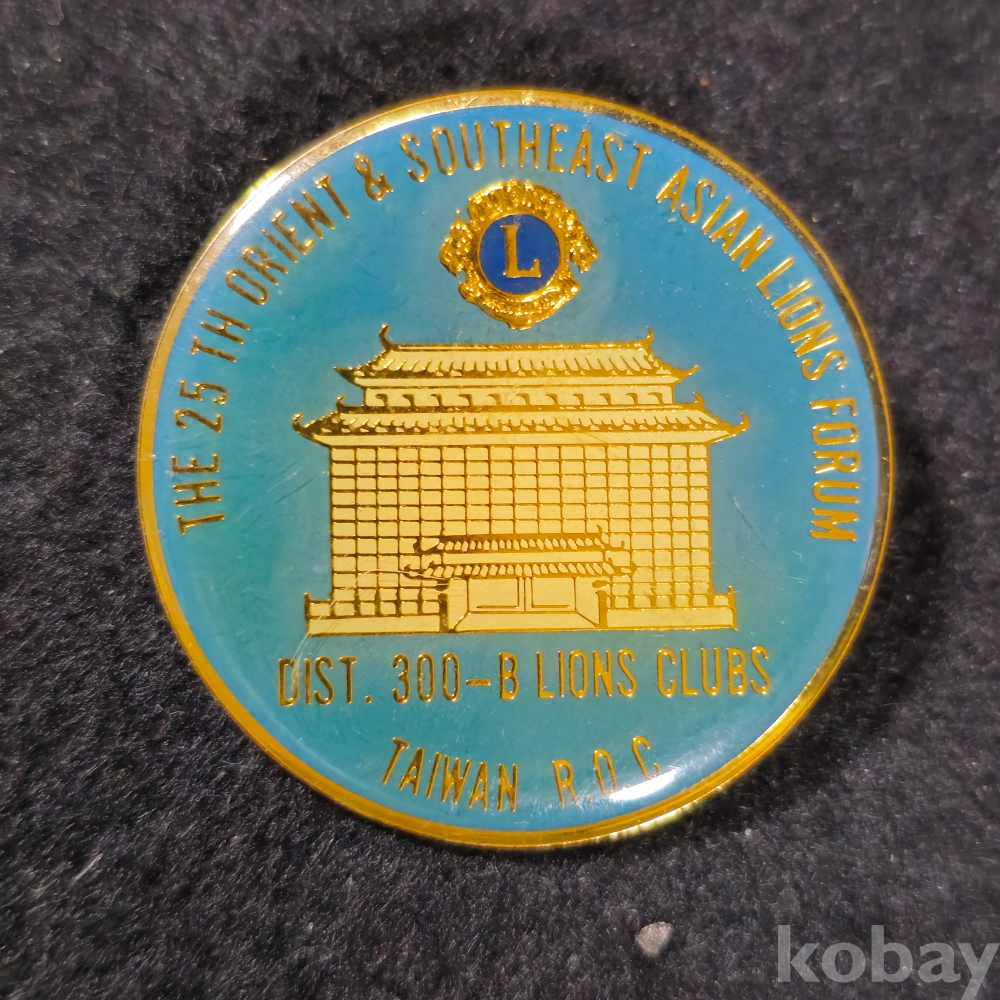 THE 25 TH ORIENT & SOUTHEAST ASIAN LIONS FORUM
L
DIST. 300-B LIONS CLUBS
TAIWAN R.O.C
kobay